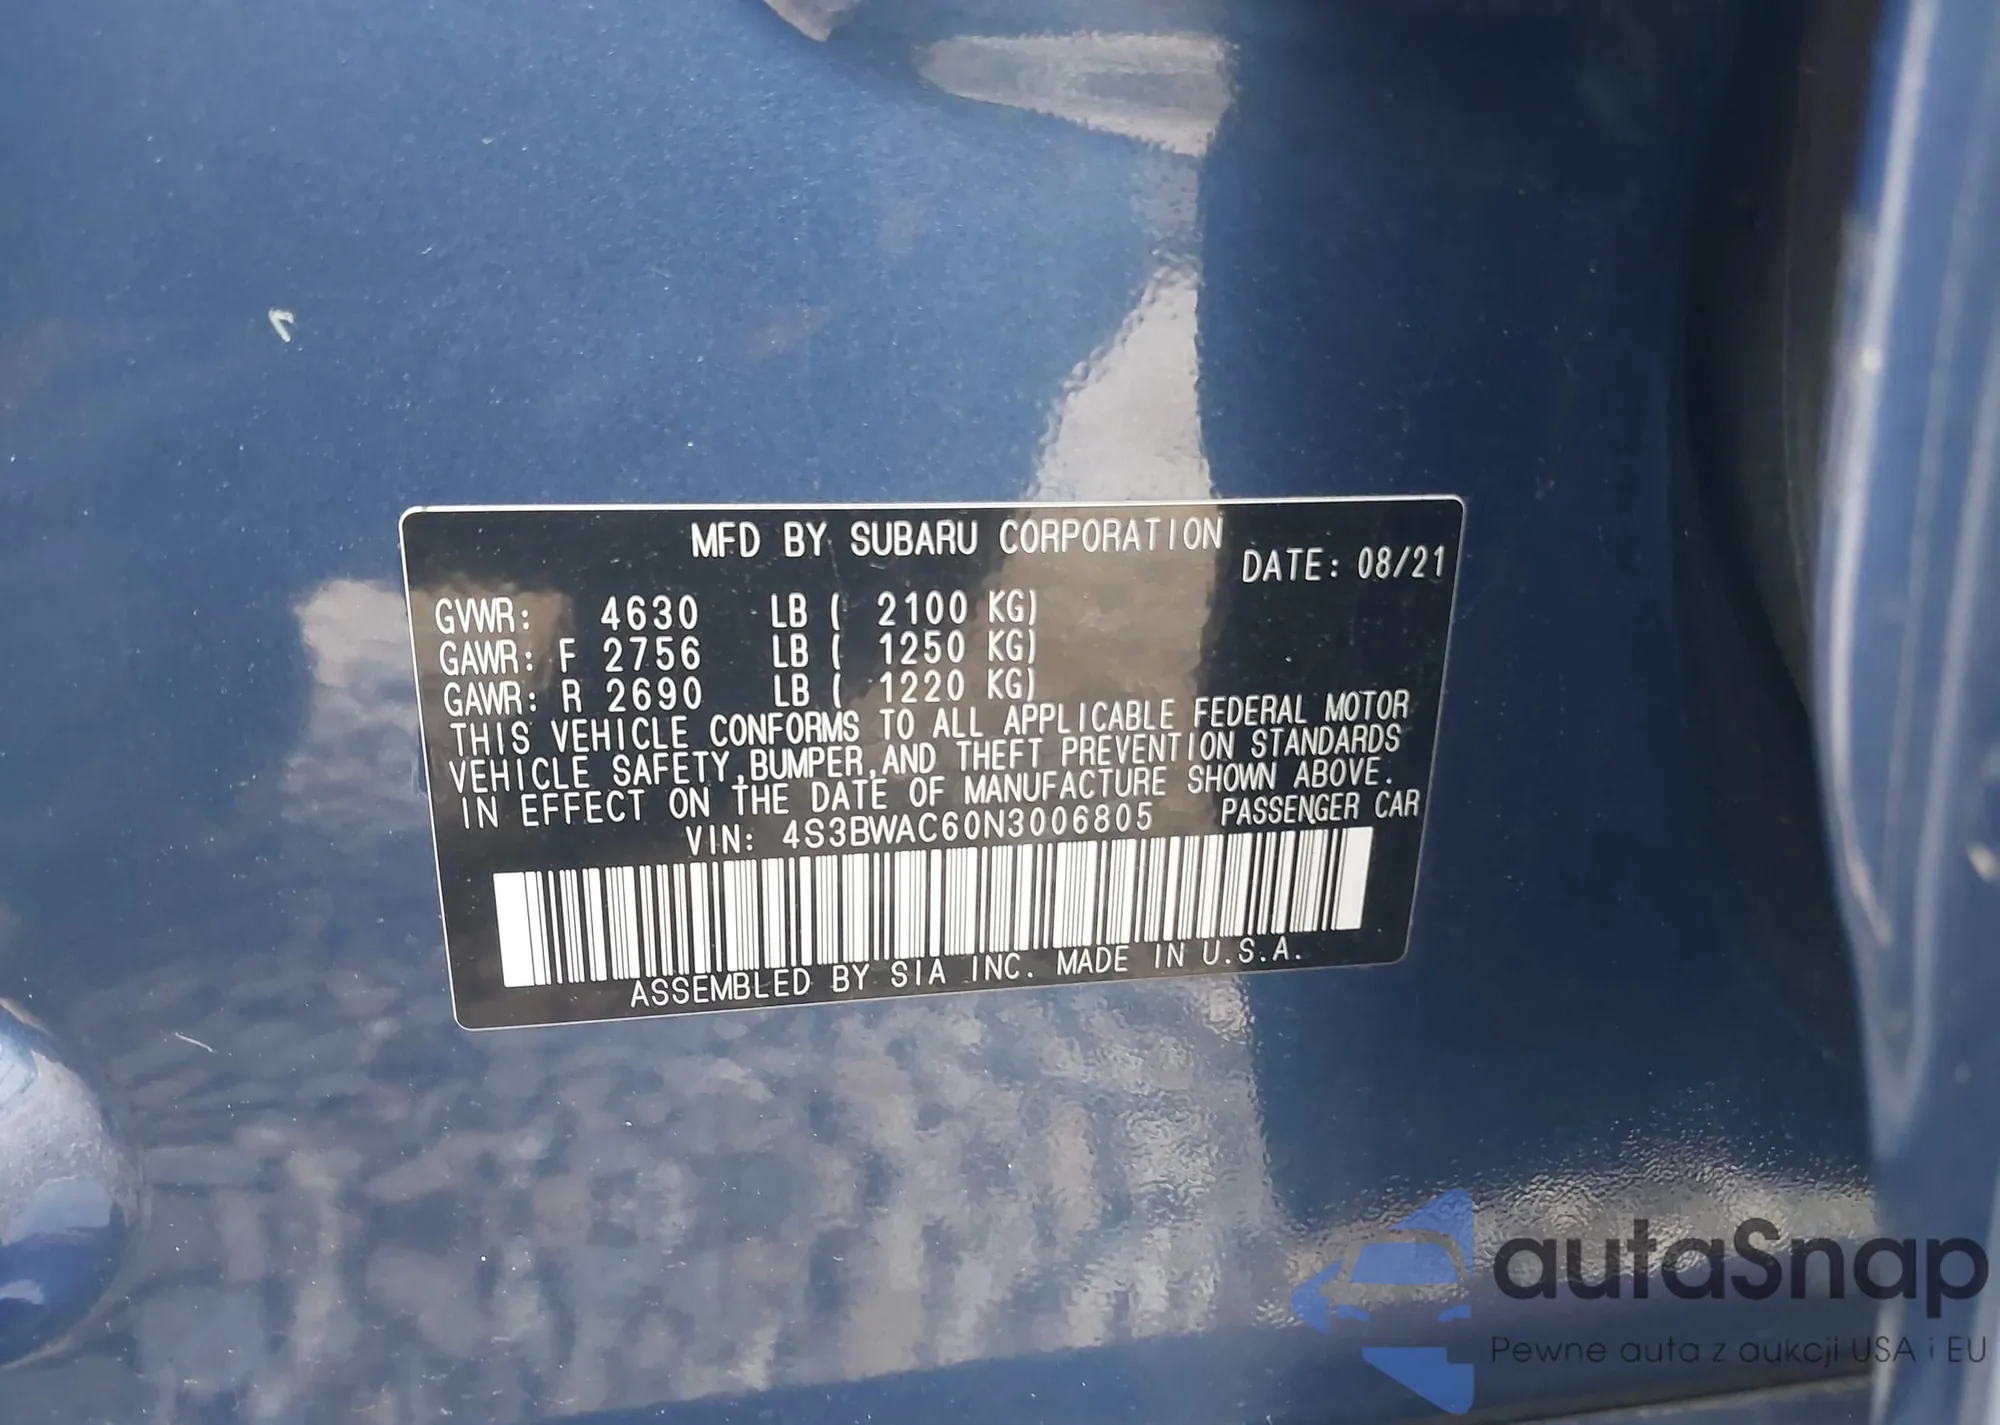 MFD BY SUBARU CORPORATION
DATE: 08/21
GVWR: 4630 LB ( 2100 KG)
GAWR: F 2756 LB ( 1250 KG)
GAWR: R 2690 LB ( 1220 KG)
THIS VEHICLE CONFORMS TO ALL APPLICABLE FEDERAL MOTOR
VEHICLE SAFETY,BUMPER,AND THEFT PREVENTION STANDARDS
IN EFFECT ON THE DATE OF MANUFACTURE SHOWN ABOVE.
VIN: 4S3BWAC60N3006805 PASSENGER CAR
ASSEMBLED BY SIA INC. MADE IN U.S.A.
autaSnap
Pewne auta z aukcji USA i EU